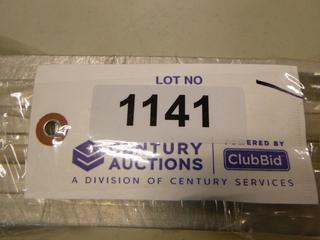 LOT NO
1141
CENTURY
AUCTIONS
POWERED BY
ClubBid
A DIVISION OF CENTURY SERVICES